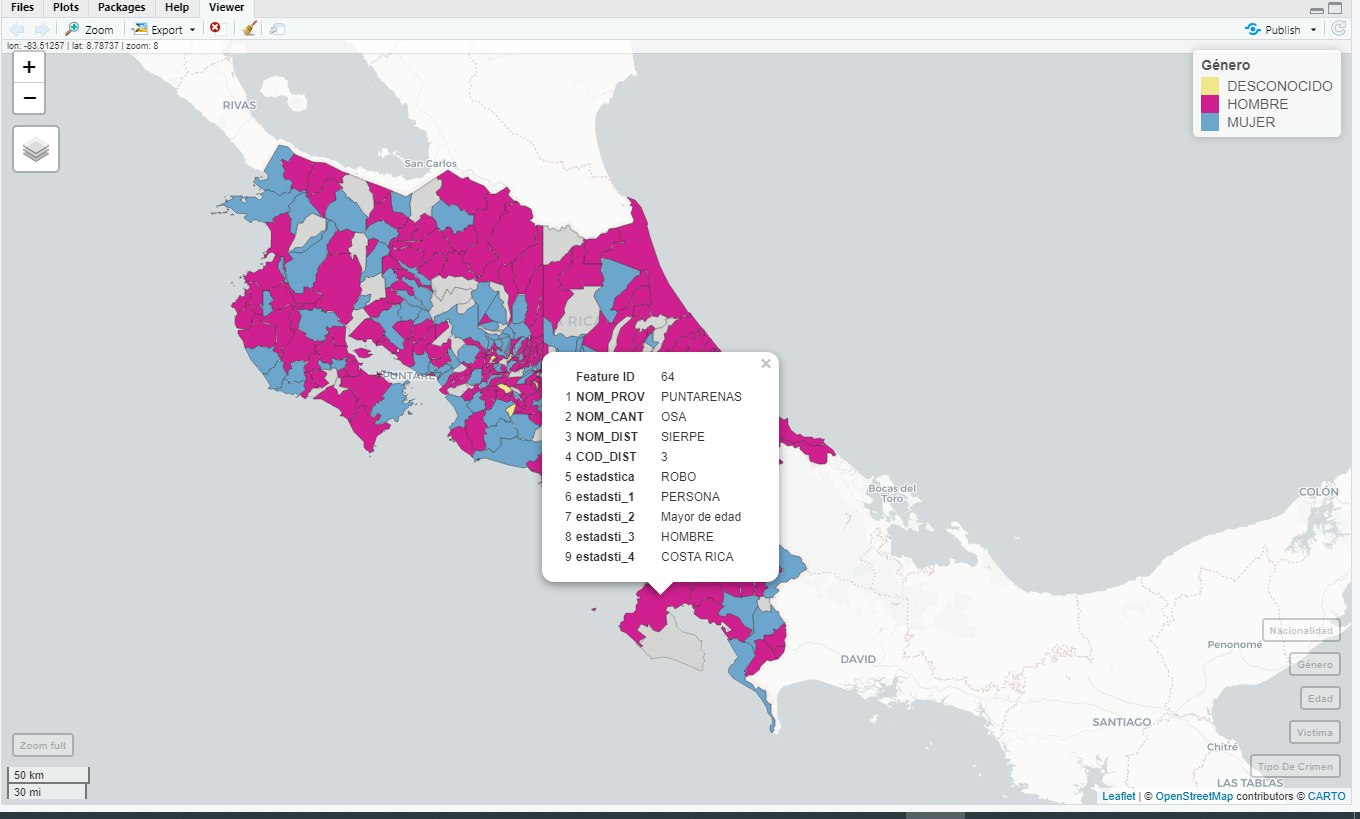 Files Plots Packages Help Viewer
Zoom Export Publish
lon: -83.51257 | lat: 8.78737 | zoom: 8
+
−
Género
DESCONOCIDO
HOMBRE
MUJER
RIVAS
San Carlos
PUNTARE
Feature ID 64
1 NOM_PROV PUNTARENAS
2 NOM_CANT OSA
3 NOM_DIST SIERPE
4 COD_DIST 3
5 estadstica ROBO
6 estadsti_1 PERSONA
7 estadsti_2 Mayor de edad
8 estadsti_3 HOMBRE
9 estadsti_4 COSTA RICA
×
Bocas del
Toro
COLÓN
Nacionalidad
Penonomé
DAVID
Género
Edad
SANTIAGO
Victima
Chitré
Tipo De Crimen
LAS TABLAS
Zoom full
50 km
30 mi
Leaflet | © OpenStreetMap contributors © CARTO